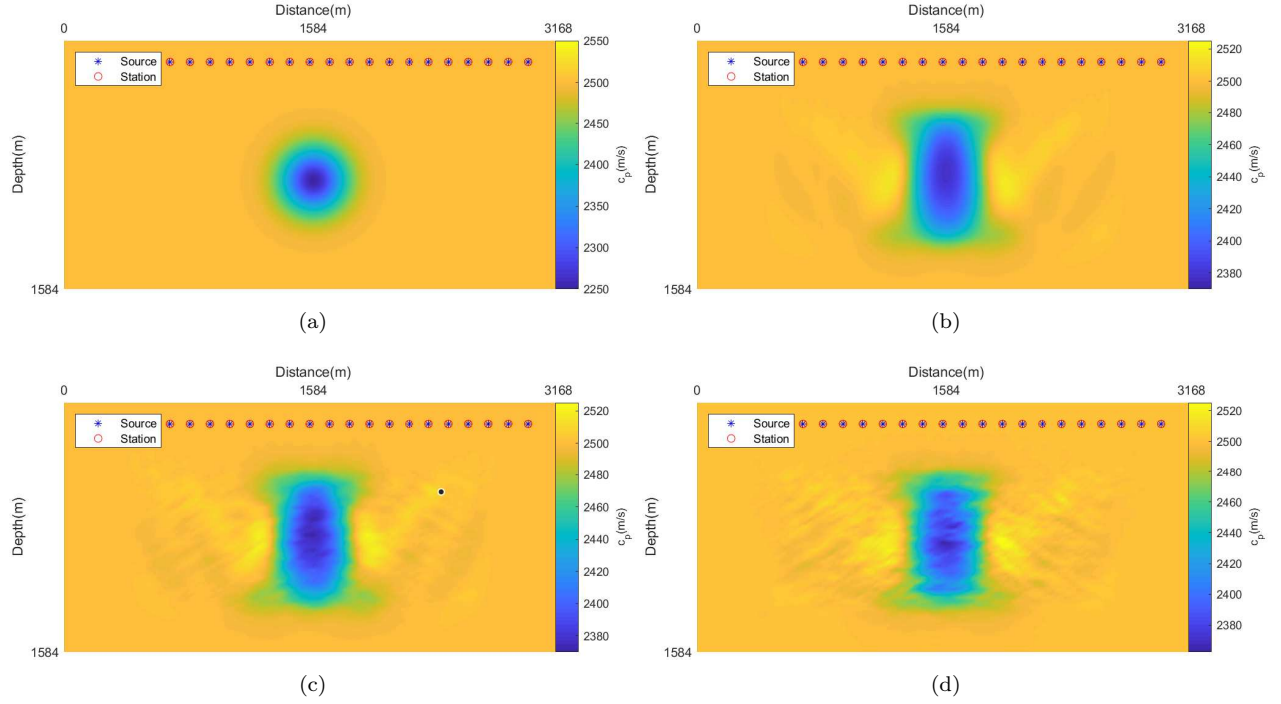 Distance(m)
0 1584 3168
Source
Station
Depth(m)
1584
2550
2500
2450
2400
2350
2300
2250
c_p(m/s)
(a)
Distance(m)
0 1584 3168
Source
Station
Depth(m)
1584
2520
2500
2480
2460
2440
2420
2400
2380
c_p(m/s)
(b)
Distance(m)
0 1584 3168
Source
Station
Depth(m)
1584
2520
2500
2480
2460
2440
2420
2400
2380
c_p(m/s)
(c)
Distance(m)
0 1584 3168
Source
Station
Depth(m)
1584
2520
2500
2480
2460
2440
2420
2400
2380
c_p(m/s)
(d)